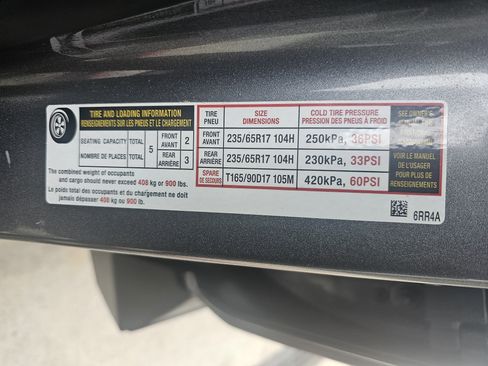 TIRE AND LOADING INFORMATION
RENSEIGNEMENTS SUR LES PNEUS ET LE CHARGEMENT
SEATING CAPACITY TOTAL 5 FRONT AVANT 2
NOMBRE DE PLACES TOTAL REAR ARRIÈRE 3
The combined weight of occupants
and cargo should never exceed 408 kg or 900 lbs.
Le poids total des occupants et du chargement ne doit
jamais dépasser 408 kg ou 900 lb.
TIRE PNEU SIZE DIMENSIONS COLD TIRE PRESSURE PRESSION DES PNEUS À FROID
FRONT AVANT 235/65R17 104H 250kPa, 36PSI
REAR ARRIÈRE 235/65R17 104H 230kPa, 33PSI
SPARE DE SECOURS T165/90D17 105M 420kPa, 60PSI
SEE OWNER'S
VOIR LE MANUEL
DE L'USAGER
POUR PLUS DE
RENSEIGNEMENTS
6RR4A